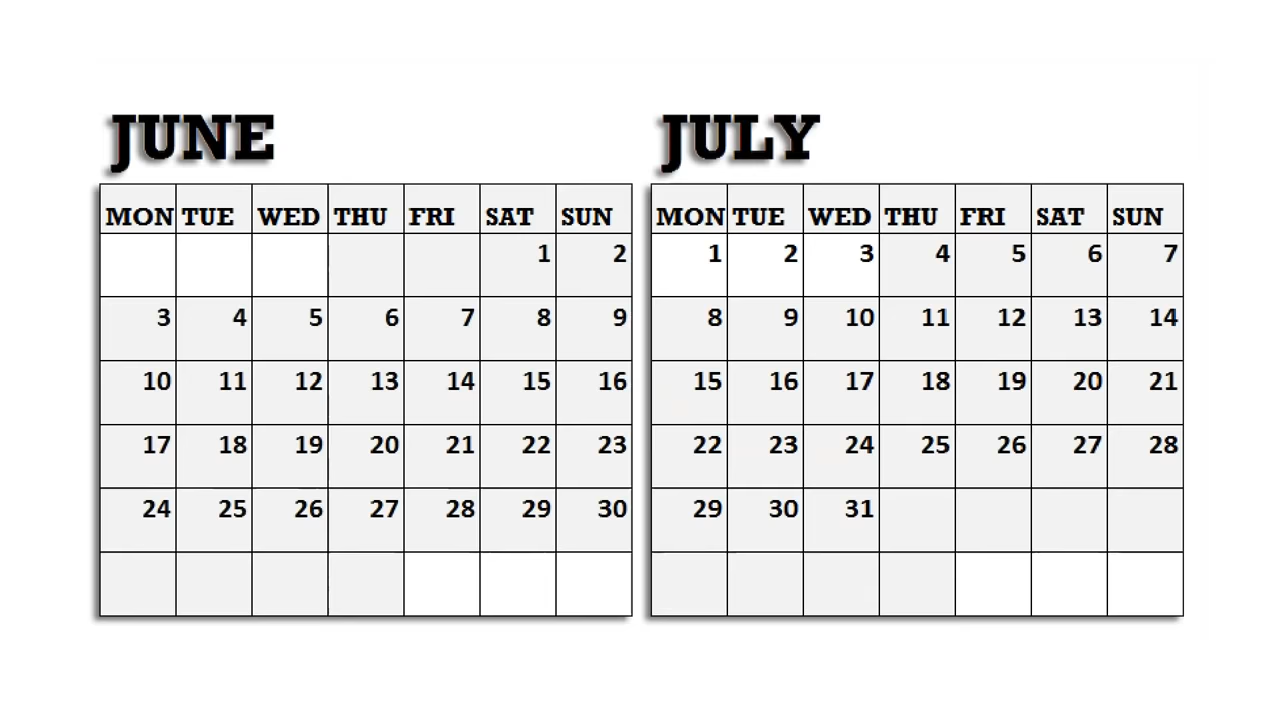 JUNE
MON TUE WED THU FRI SAT SUN
1 2
3 4 5 6 7 8 9
10 11 12 13 14 15 16
17 18 19 20 21 22 23
24 25 26 27 28 29 30
JULY
MON TUE WED THU FRI SAT SUN
1 2 3 4 5 6 7
8 9 10 11 12 13 14
15 16 17 18 19 20 21
22 23 24 25 26 27 28
29 30 31